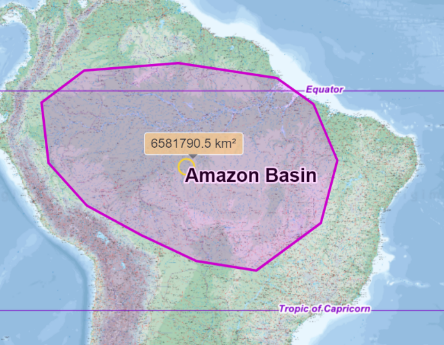 Equator
6581790.5 km²
Amazon Basin
Tropic of Capricorn